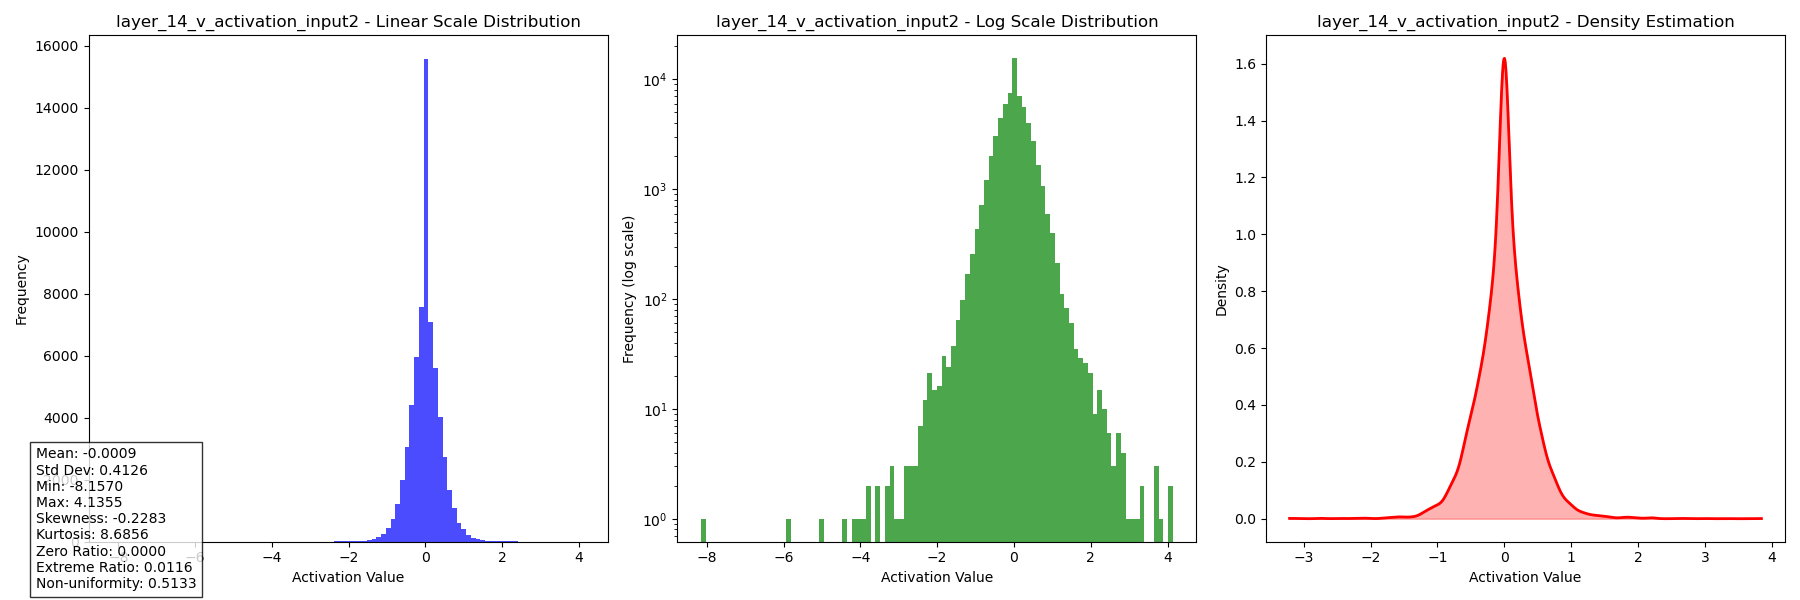 layer_14_v_activation_input2 - Linear Scale Distribution
16000
14000
12000
10000
8000
6000
4000
Frequency
−6
−4
−2
0
2
4
Activation Value
Mean: -0.0009
Std Dev: 0.4126
Min: -8.1570
Max: 4.1355
Skewness: -0.2283
Kurtosis: 8.6856
Zero Ratio: 0.0000
Extreme Ratio: 0.0116
Non-uniformity: 0.5133
layer_14_v_activation_input2 - Log Scale Distribution
10⁴
10³
10²
10¹
10⁰
Frequency (log scale)
−8
−6
−4
−2
0
2
4
Activation Value
layer_14_v_activation_input2 - Density Estimation
1.6
1.4
1.2
1.0
0.8
0.6
0.4
0.2
0.0
Density
−3
−2
−1
0
1
2
3
4
Activation Value